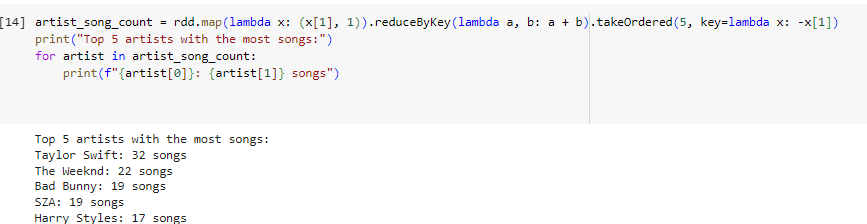 [14] artist_song_count = rdd.map(lambda x: (x[1], 1)).reduceByKey(lambda a, b: a + b).takeOrdered(5, key=lambda x: -x[1])
print("Top 5 artists with the most songs:")
for artist in artist_song_count:
    print(f"{artist[0]}: {artist[1]} songs")
Top 5 artists with the most songs:
Taylor Swift: 32 songs
The Weeknd: 22 songs
Bad Bunny: 19 songs
SZA: 19 songs
Harry Styles: 17 songs